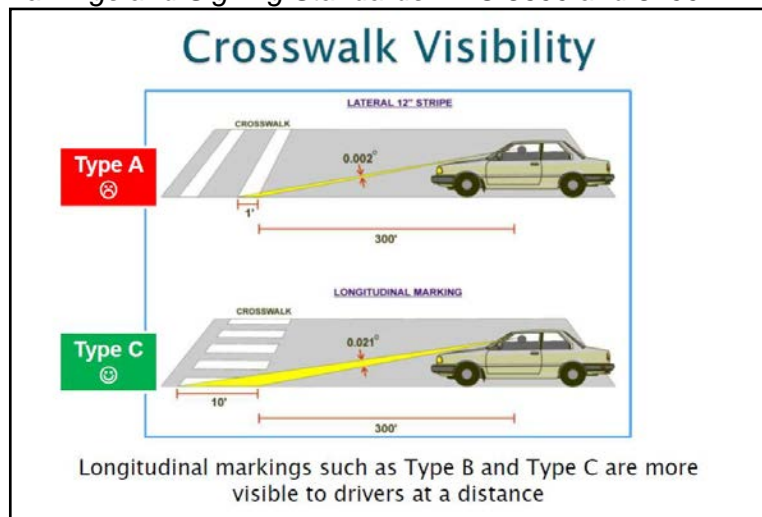 Crosswalk Visibility
LATERAL 12" STRIPE
CROSSWALK
Type A
☹
0.002°
1'
300'
LONGITUDINAL MARKING
CROSSWALK
Type C
☺
0.021°
10'
300'
Longitudinal markings such as Type B and Type C are more
visible to drivers at a distance